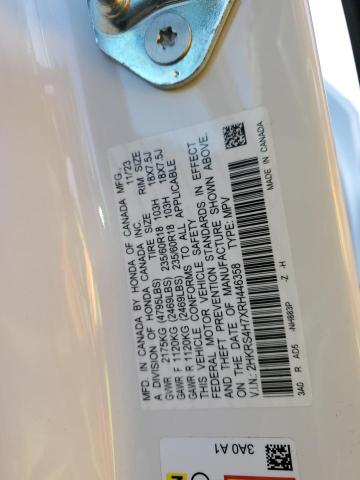 MFD. IN CANADA BY HONDA OF CANADA MFG.,
A DIVISION OF HONDA CANADA INC. 11/23
TIRE SIZE RIM SIZE
GVWR 2175KG (4795LBS)
GAWR F 1120KG (2469LBS) 235/60R18 103H 18X7.5J
GAWR R 1120KG (2469LBS) 235/60R18 103H 18X7.5J
THIS VEHICLE CONFORMS TO ALL APPLICABLE
FEDERAL MOTOR VEHICLE SAFETY STANDARDS IN EFFECT
ON THE DATE OF MANUFACTURE SHOWN ABOVE.
AND THEFT PREVENTION
V.I.N.: 2HKRS4H7XRH446358 TYPE: MPV
3A0 R AD5 -NH883P -Z -H
MADE IN CANADA
3A0 A1